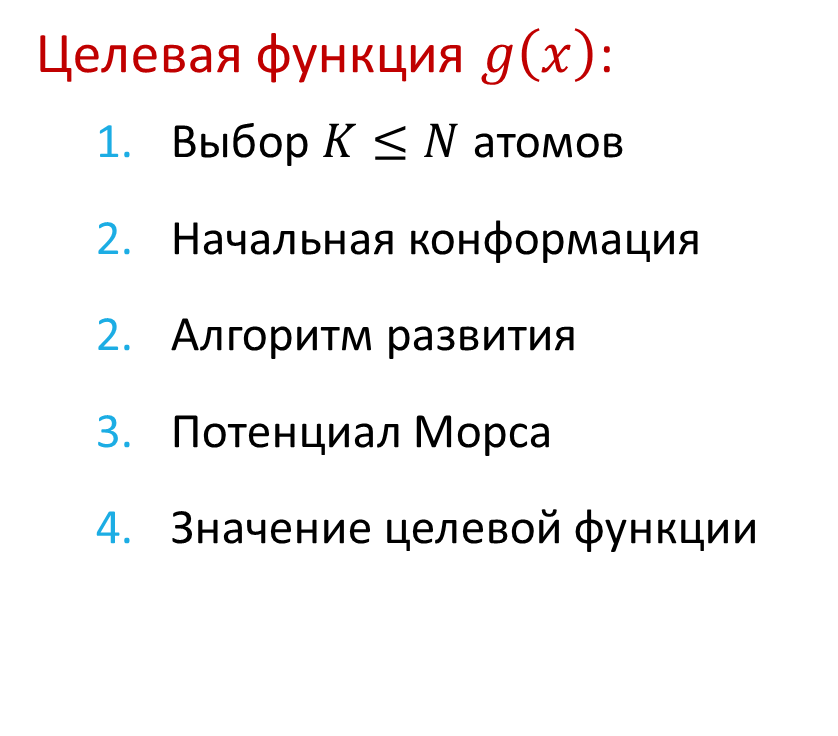 Целевая функция g(x):
1. Выбор K ≤ N атомов
2. Начальная конформация
2. Алгоритм развития
3. Потенциал Морса
4. Значение целевой функции